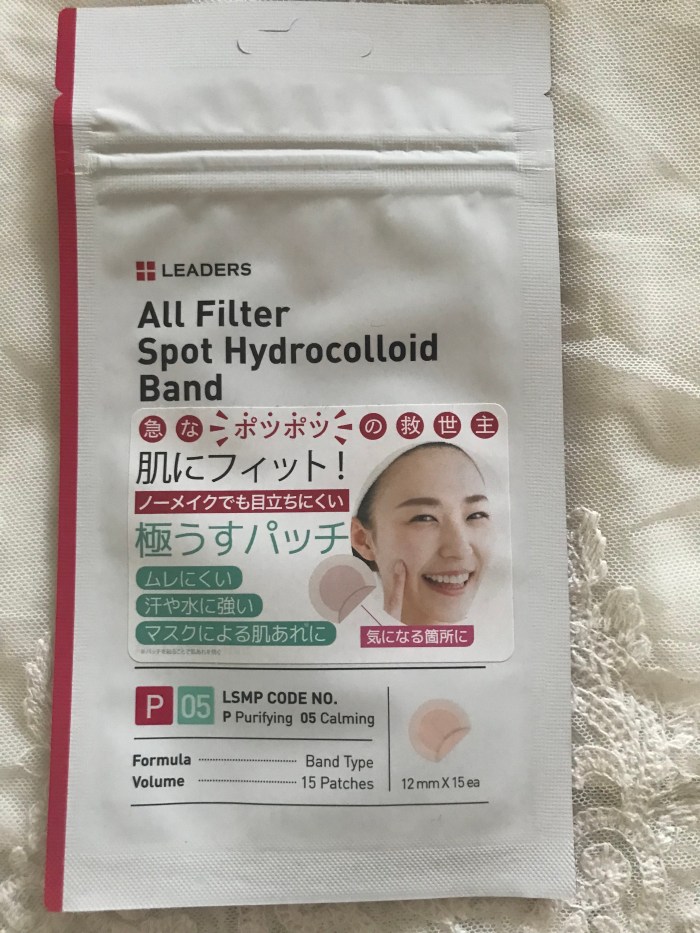 LEADERS
All Filter
Spot Hydrocolloid
Band
急な ポツポツ の救世主
肌にフィット!
ノーメイクでも目立ちにくい
極うすパッチ
ムレにくい
汗や水に強い
マスクによる肌あれに
気になる箇所に
P 05 LSMP CODE NO.
P Purifying 05 Calming
Formula Band Type
Volume 15 Patches
12 mm X 15 ea